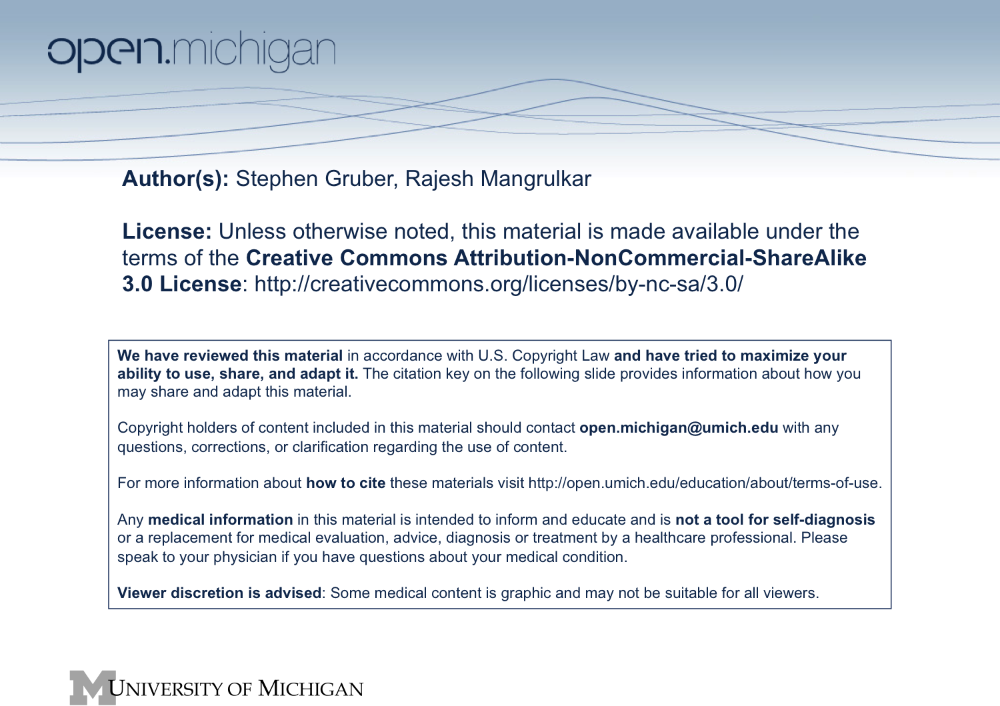 open.michigan
Author(s): Stephen Gruber, Rajesh Mangrulkar
License: Unless otherwise noted, this material is made available under the
terms of the Creative Commons Attribution-NonCommercial-ShareAlike
3.0 License: http://creativecommons.org/licenses/by-nc-sa/3.0/
We have reviewed this material in accordance with U.S. Copyright Law and have tried to maximize your
ability to use, share, and adapt it. The citation key on the following slide provides information about how you
may share and adapt this material.
Copyright holders of content included in this material should contact open.michigan@umich.edu with any
questions, corrections, or clarification regarding the use of content.
For more information about how to cite these materials visit http://open.umich.edu/education/about/terms-of-use.
Any medical information in this material is intended to inform and educate and is not a tool for self-diagnosis
or a replacement for medical evaluation, advice, diagnosis or treatment by a healthcare professional. Please
speak to your physician if you have questions about your medical condition.
Viewer discretion is advised: Some medical content is graphic and may not be suitable for all viewers.
M UNIVERSITY OF MICHIGAN